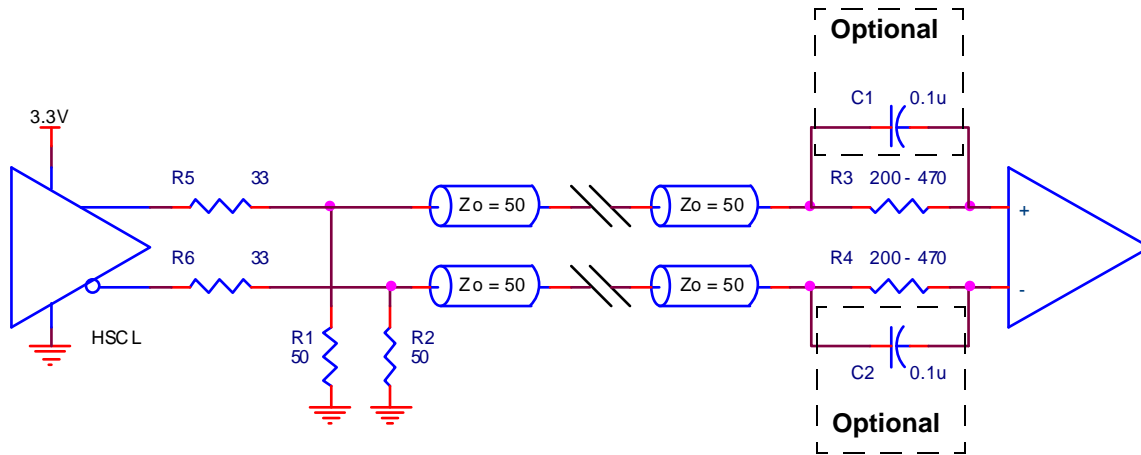 Optional
C1 0.1u
3.3V
R5 33
R3 200 - 470
Zo = 50
Zo = 50
+
R6 33
R4 200 - 470
Zo = 50
Zo = 50
-
HSCL
R1
50
R2
50
C2 0.1u
Optional